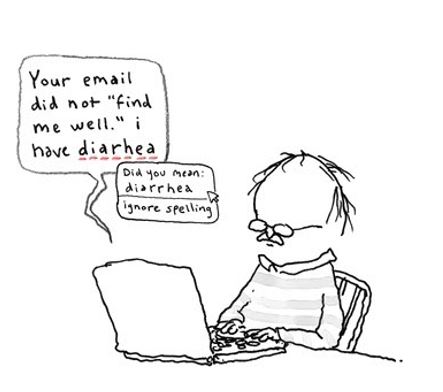 Your email
did not "find
me well." i
have diarhea
Did you mean:
diarrhea
ignore spelling